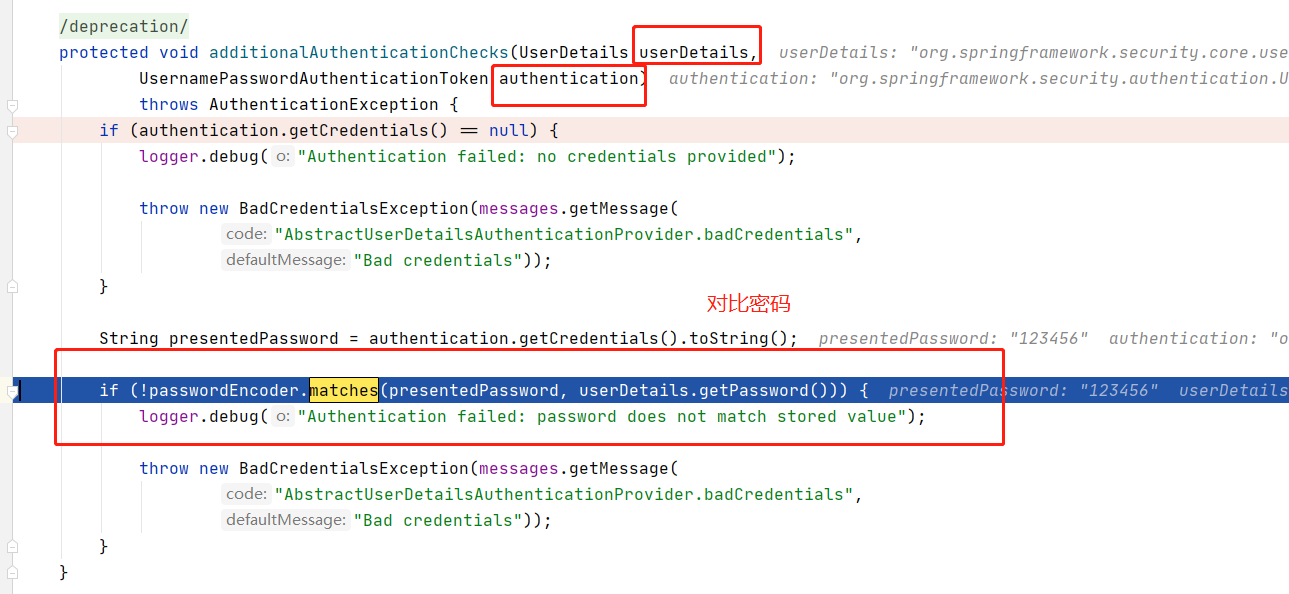 /deprecation/
protected void additionalAuthenticationChecks(UserDetails userDetails, userDetails: "org.springframework.security.core.use
UsernamePasswordAuthenticationToken authentication) authentication: "org.springframework.security.authentication.U
throws AuthenticationException {
if (authentication.getCredentials() == null) {
logger.debug( o: "Authentication failed: no credentials provided");
throw new BadCredentialsException(messages.getMessage(
code: "AbstractUserDetailsAuthenticationProvider.badCredentials",
defaultMessage: "Bad credentials"));
}
对比密码
String presentedPassword = authentication.getCredentials().toString(); presentedPassword: "123456" authentication: "o
if (!passwordEncoder.matches(presentedPassword, userDetails.getPassword())) { presentedPassword: "123456" userDetails
logger.debug( o: "Authentication failed: password does not match stored value");
throw new BadCredentialsException(messages.getMessage(
code: "AbstractUserDetailsAuthenticationProvider.badCredentials",
defaultMessage: "Bad credentials"));
}
}